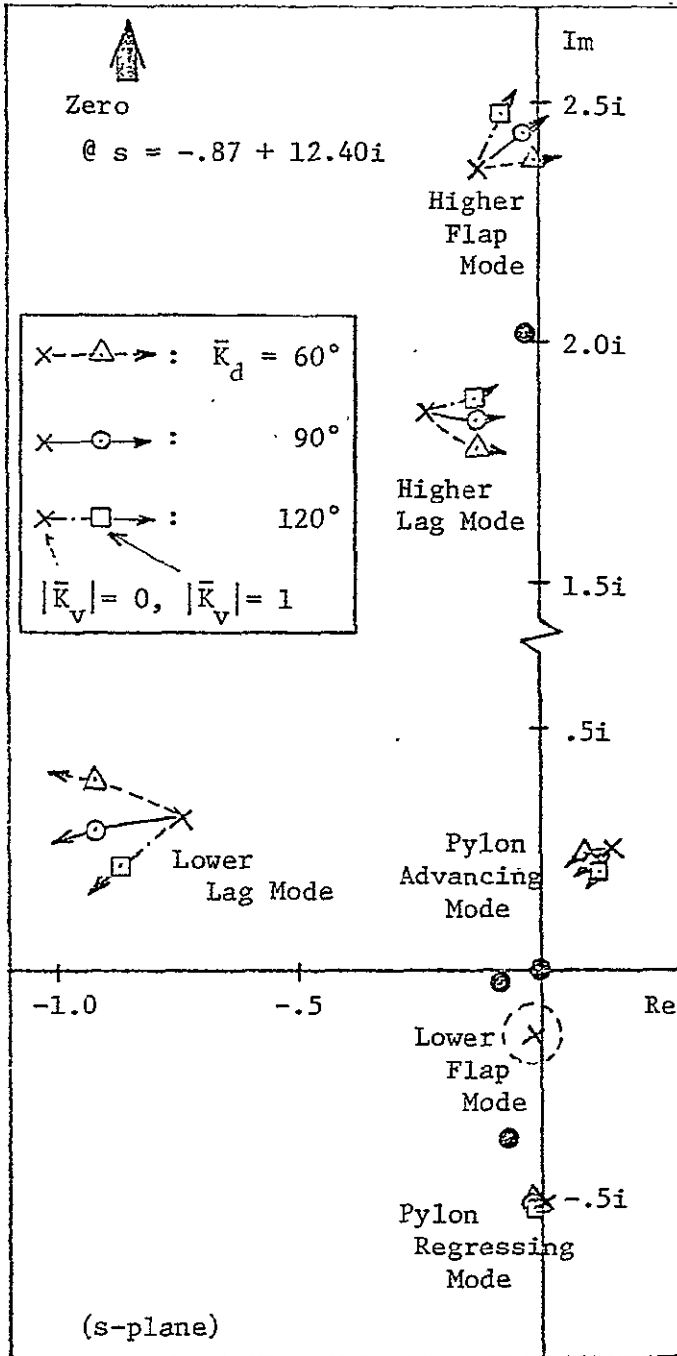 Im
Zero
@ s = -.87 + 12.40i
2.5i
Higher
Flap
Mode
2.0i
K̄d = 60°
90°
120°
|K̄v| = 0, |K̄v| = 1
Higher
Lag Mode
1.5i
.5i
Lower
Lag Mode
Pylon
Advancing
Mode
-1.0
-.5
Re
Lower
Flap
Mode
-.5i
Pylon
Regressing
Mode
(s-plane)